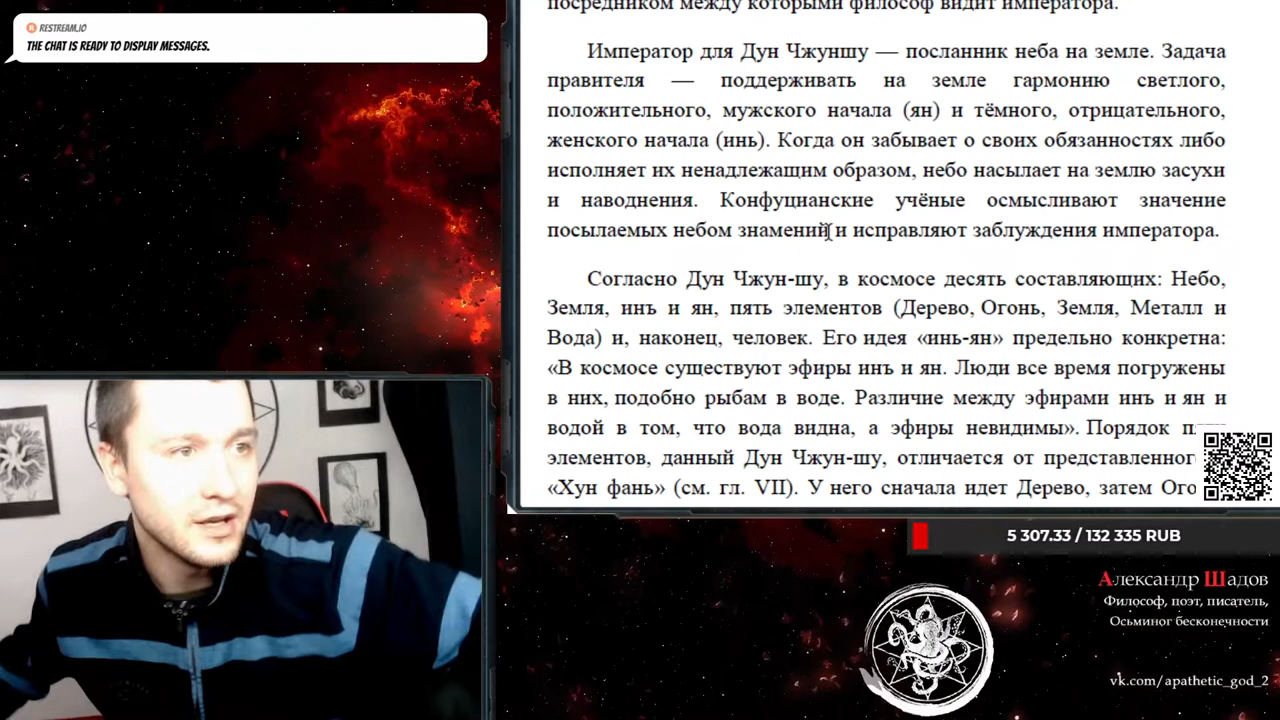 RESTREAM.IO
THE CHAT IS READY TO DISPLAY MESSAGES.
посредником между которыми философ видит императора.
Император для Дун Чжуншу — посланник неба на земле. Задача
правителя — поддерживать на земле гармонию светлого,
положительного, мужского начала (ян) и тёмного, отрицательного,
женского начала (инь). Когда он забывает о своих обязанностях либо
исполняет их ненадлежащим образом, небо насылает на землю засухи
и наводнения. Конфуцианские учёные осмысливают значение
посылаемых небом знамений и исправляют заблуждения императора.
Согласно Дун Чжун-шу, в космосе десять составляющих: Небо,
Земля, инъ и ян, пять элементов (Дерево, Огонь, Земля, Металл и
Вода) и, наконец, человек. Его идея «инь-ян» предельно конкретна:
«В космосе существуют эфиры инъ и ян. Люди все время погружены
в них, подобно рыбам в воде. Различие между эфирами инъ и ян и
водой в том, что вода видна, а эфиры невидимы». Порядок
элементов, данный Дун Чжун-шу, отличается от
«Хун фань» (см. гл. VII). У него сначала идет Дерево, затем
5 307.33 / 132 335 RUB
Александр Шадов
Философ, поэт, писатель,
Осьминог бесконечности
vk.com/apathetic_god_2